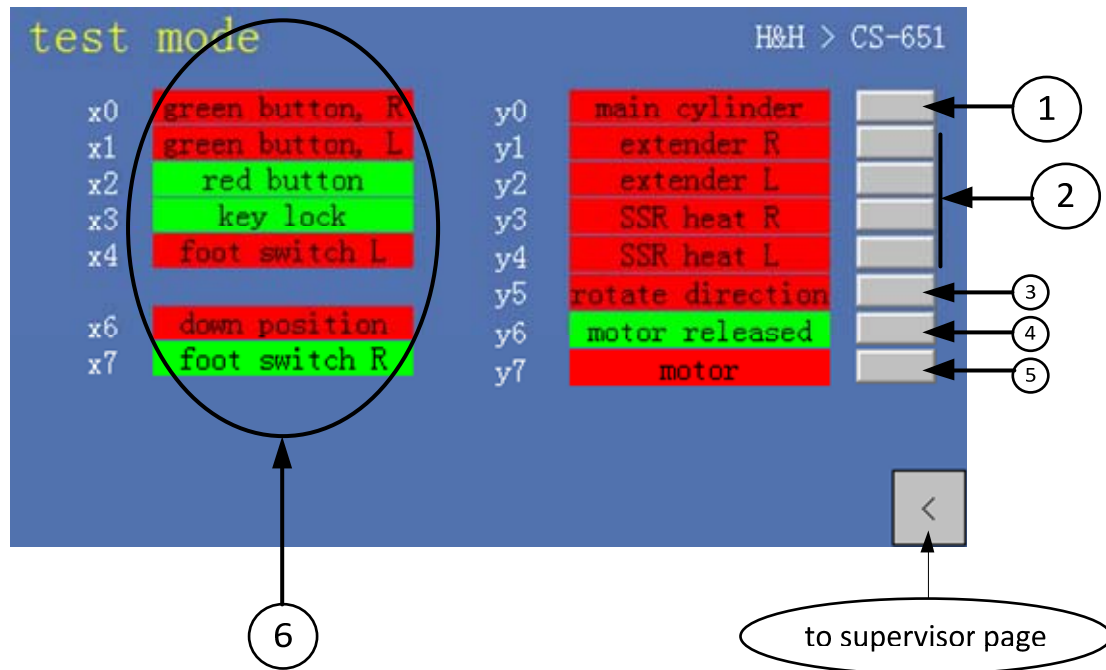 test mode
H&H > CS-651
x0 green button, R y0 main cylinder
1
x1 green button, L y1 extender R
x2 red button y2 extender L
2
x3 key lock y3 SSR heat R
x4 foot switch L y4 SSR heat L
y5 rotate direction
3
x6 down position y6 motor released
4
x7 foot switch R y7 motor
5
<
6
to supervisor page